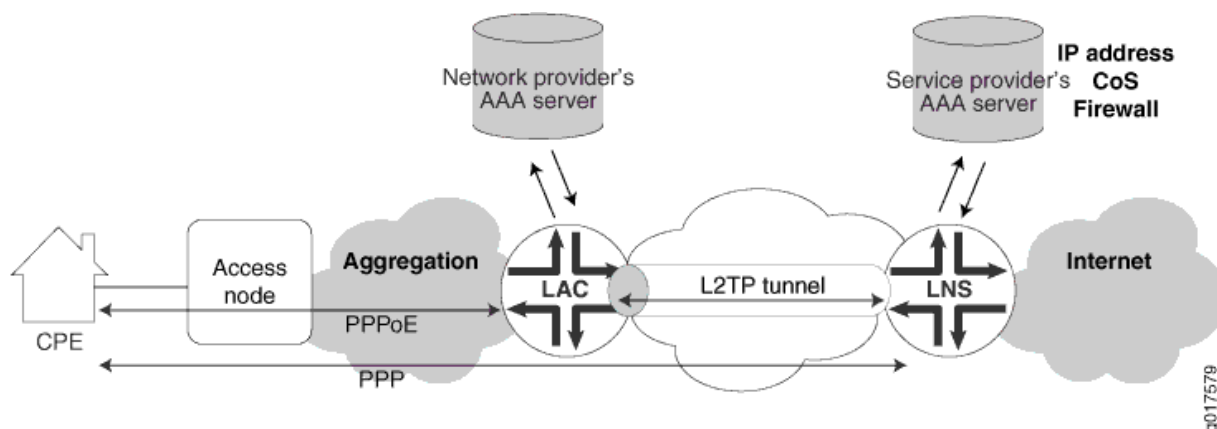 Network provider's
AAA server
Service provider's
AAA server
IP address
CoS
Firewall
Access
node
Aggregation
LAC
L2TP tunnel
LNS
Internet
PPPoE
CPE
PPP
g017579